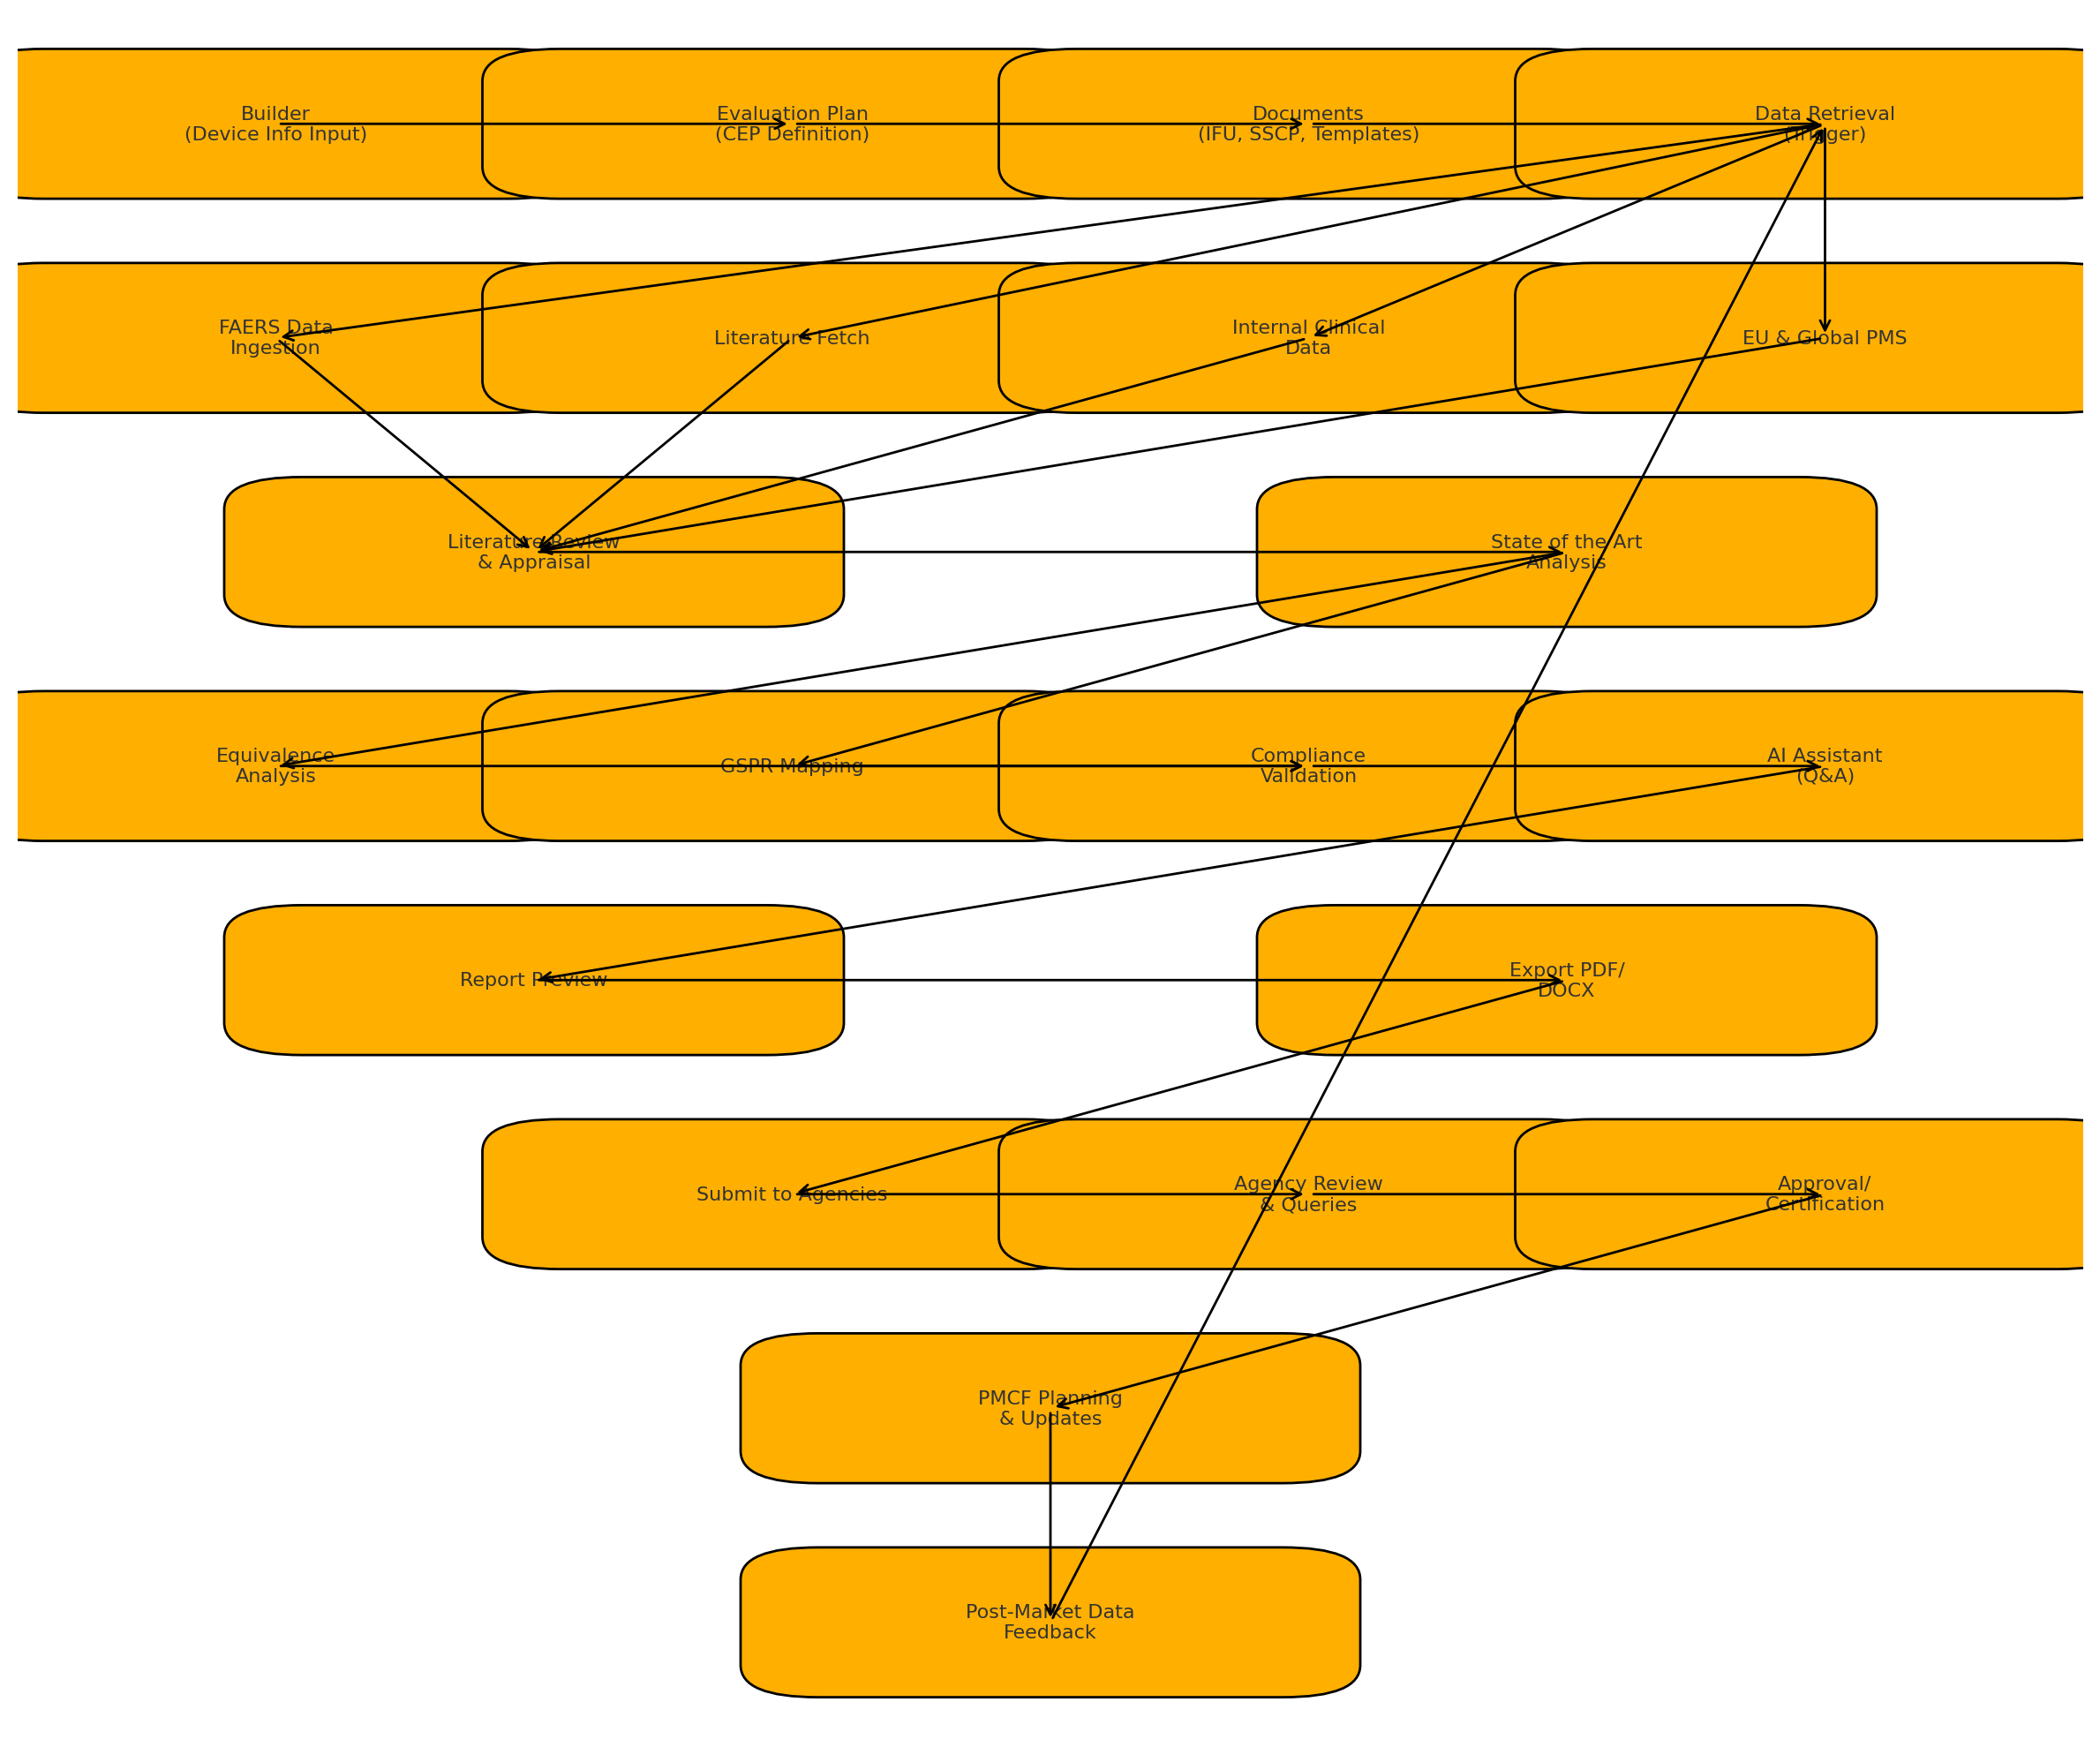 Builder
(Device Info Input)
Evaluation Plan
(CEP Definition)
Documents
(IFU, SSCP, Templates)
Data Retrieval
(Trigger)
FAERS Data
Ingestion
Literature Fetch
Internal Clinical
Data
EU & Global PMS
Literature Review
& Appraisal
State of the Art
Analysis
Equivalence
Analysis
GSPR Mapping
Compliance
Validation
AI Assistant
(Q&A)
Report Preview
Export PDF/
DOCX
Submit to Agencies
Agency Review
& Queries
Approval/
Certification
PMCF Planning
& Updates
Post-Market Data
Feedback